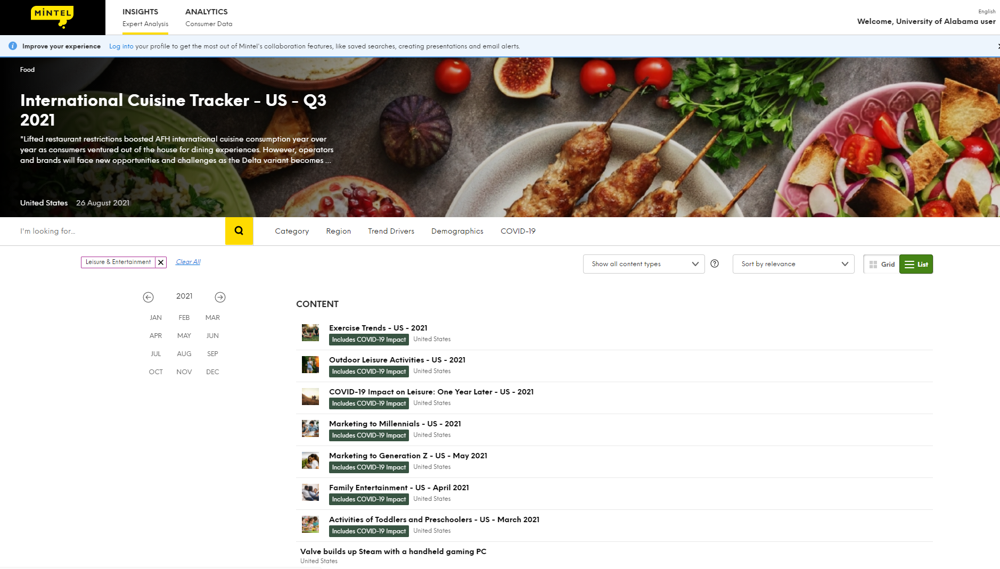 MiNTEL
INSIGHTS
Expert Analysis
ANALYTICS
Consumer Data
English
Welcome, University of Alabama user
Improve your experience Log into your profile to get the most out of Mintel's collaboration features, like saved searches, creating presentations and email alerts.
Food
International Cuisine Tracker - US - Q3
2021
"Lifted restaurant restrictions boosted AFH international cuisine consumption year over
year as consumers ventured out of the house for dining experiences. However, operators
and brands will face new opportunities and challenges as the Delta variant becomes ...
United States 26 August 2021
I'm looking for...
Category Region Trend Drivers Demographics COVID-19
Leisure & Entertainment Clear All
Show all content types
Sort by relevance
Grid List
2021
JAN FEB MAR
APR MAY JUN
JUL AUG SEP
OCT NOV DEC
CONTENT
Exercise Trends - US - 2021
Includes COVID-19 Impact United States
Outdoor Leisure Activities - US - 2021
Includes COVID-19 Impact United States
COVID-19 Impact on Leisure: One Year Later - US - 2021
Includes COVID-19 Impact United States
Marketing to Millennials - US - 2021
Includes COVID-19 Impact United States
Marketing to Generation Z - US - May 2021
Includes COVID-19 Impact United States
Family Entertainment - US - April 2021
Includes COVID-19 Impact United States
Activities of Toddlers and Preschoolers - US - March 2021
Includes COVID-19 Impact United States
Valve builds up Steam with a handheld gaming PC
United States